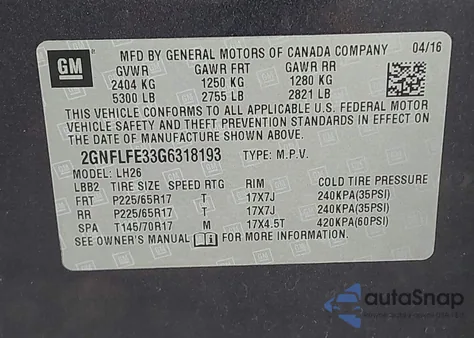 GM
MFD BY GENERAL MOTORS OF CANADA COMPANY 04/16
GVWR GAWR FRT GAWR RR
2404 KG 1250 KG 1280 KG
5300 LB 2755 LB 2821 LB
THIS VEHICLE CONFORMS TO ALL APPLICABLE U.S. FEDERAL MOTOR
VEHICLE SAFETY AND THEFT PREVENTION STANDARDS IN EFFECT ON
THE DATE OF MANUFACTURE SHOWN ABOVE.
2GNFLFE33G6318193 TYPE: M.P.V.
MODEL: LH26
LBB2 TIRE SIZE SPEED RTG RIM COLD TIRE PRESSURE
FRT P225/65R17 T 17X7J 240KPA(35PSI)
RR P225/65R17 T 17X7J 240KPA(35PSI)
SPA T145/70R17 M 17X4.5T 420KPA(60PSI)
SEE OWNER'S MANUAL FOR MORE INFORMATION.
autoSnap